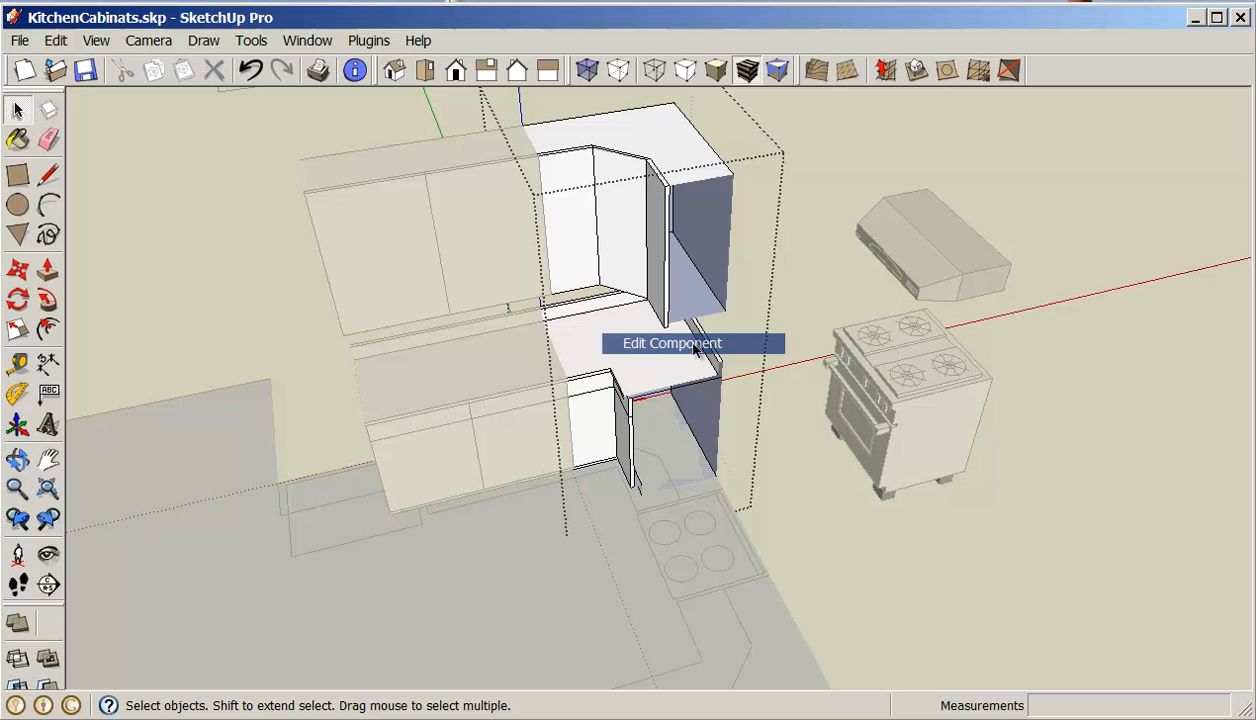 KitchenCabinats.skp - SketchUp Pro
File Edit View Camera Draw Tools Window Plugins Help
ABC
Edit Component
Select objects. Shift to extend select. Drag mouse to select multiple.
Measurements